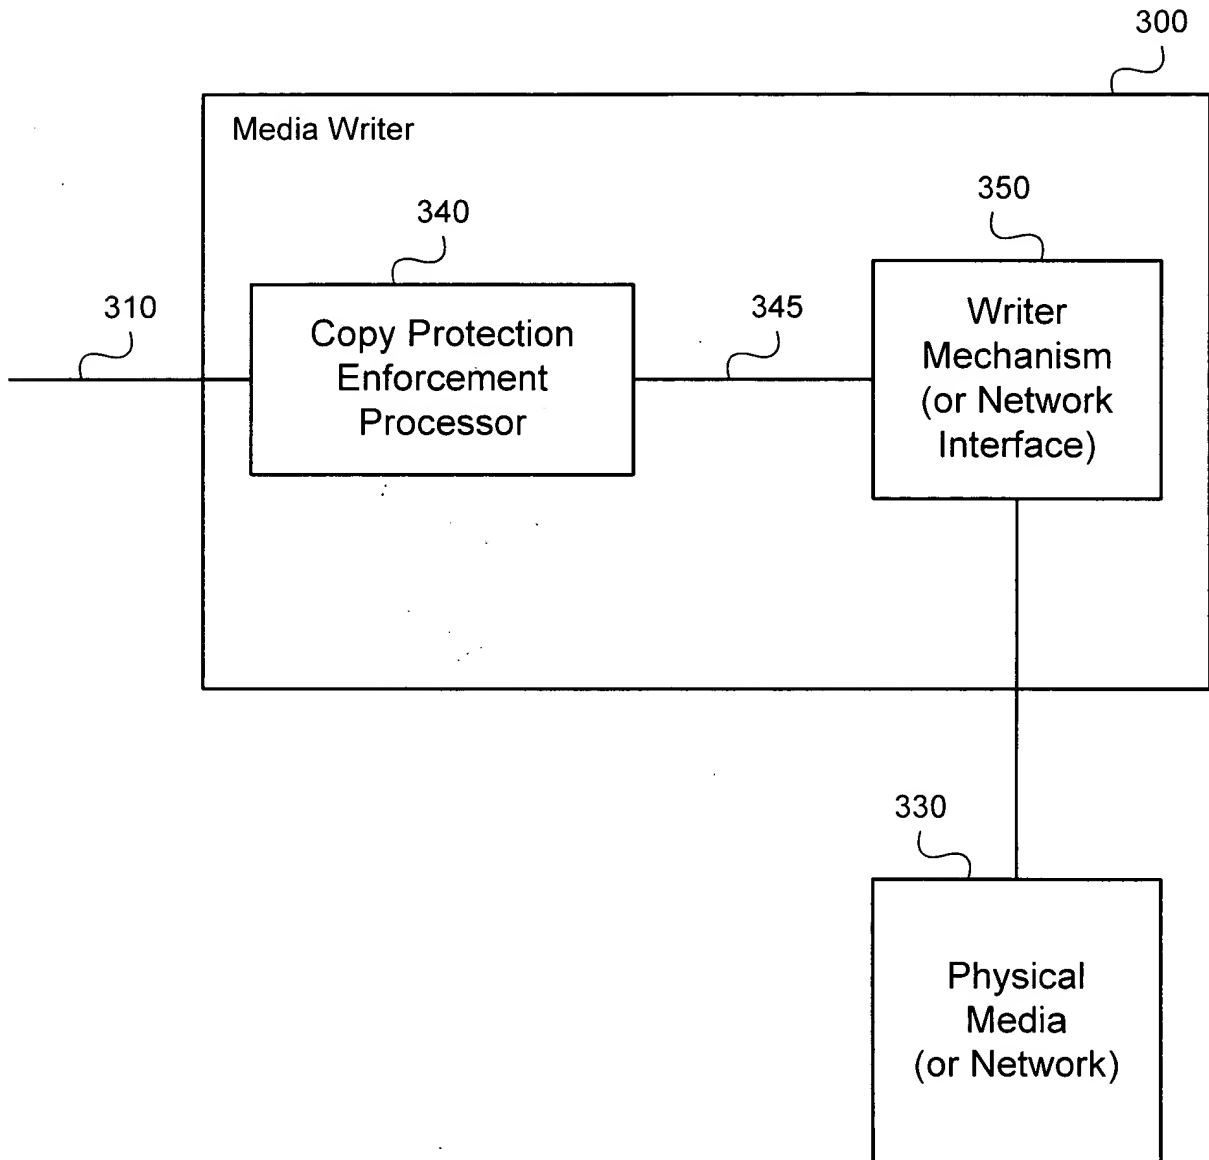 300
Media Writer
340
350
310
Copy Protection
Enforcement
Processor
345
Writer
Mechanism
(or Network
Interface)
330
Physical
Media
(or Network)